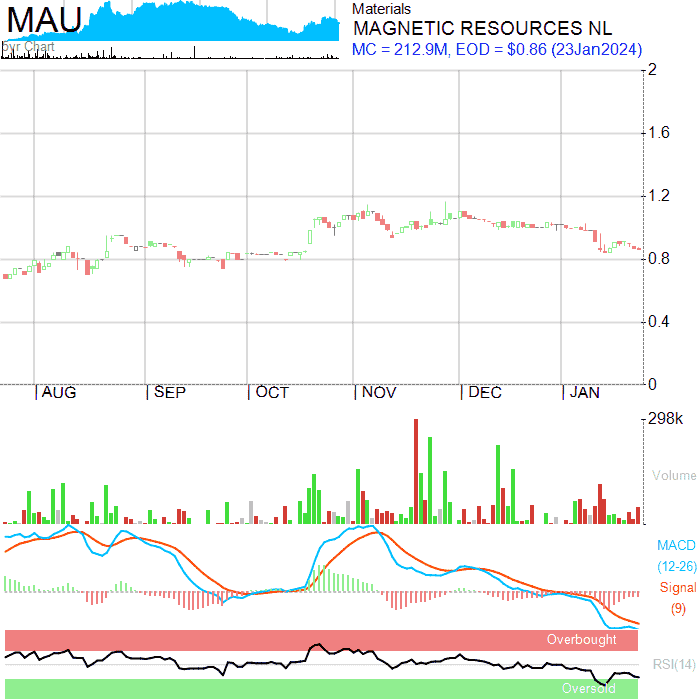 MAU
Materials
MAGNETIC RESOURCES NL
MC = 212.9M, EOD = $0.86 (23Jan2024)
5yr Chart
2
1.6
1.2
0.8
0.4
0
AUG SEP OCT NOV DEC JAN
298k
Volume
MACD
(12-26)
Signal
(9)
Overbought
RSI(14)
Oversold